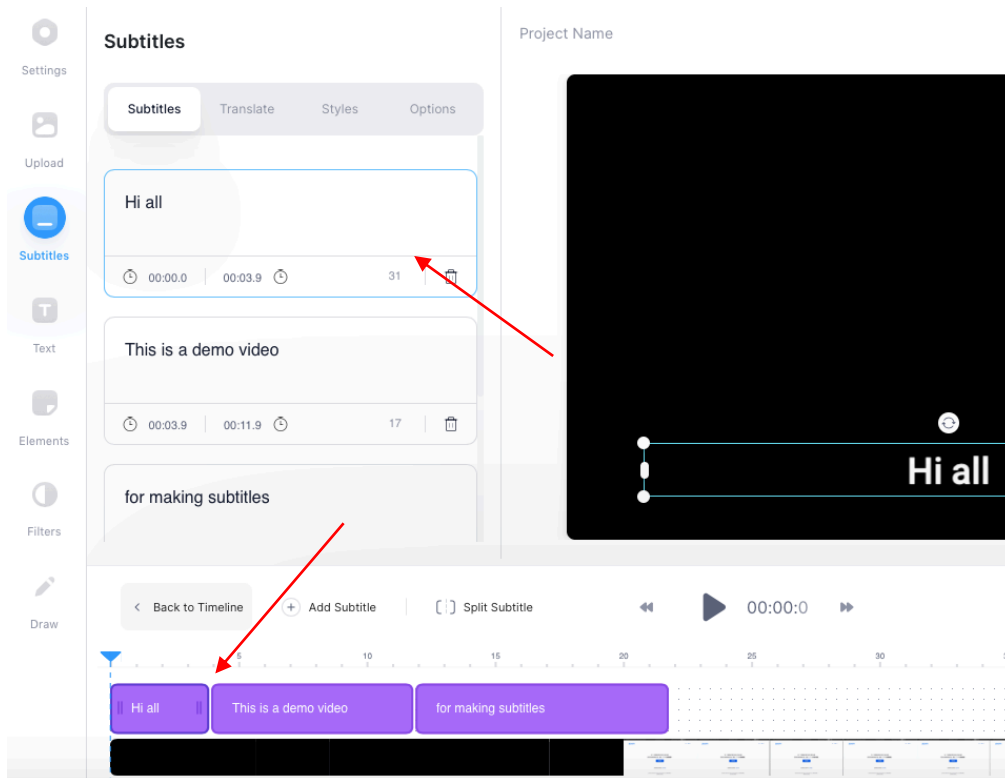 Settings
Upload
Subtitles
Text
Elements
Filters
Draw
Subtitles
Subtitles Translate Styles Options
Hi all
00:00.0 00:03.9 31
This is a demo video
00:03.9 00:11.9 17
for making subtitles
Project Name
Hi all
Back to Timeline Add Subtitle Split Subtitle 00:00:0
5 10 15 20 25 30
Hi all This is a demo video for making subtitles